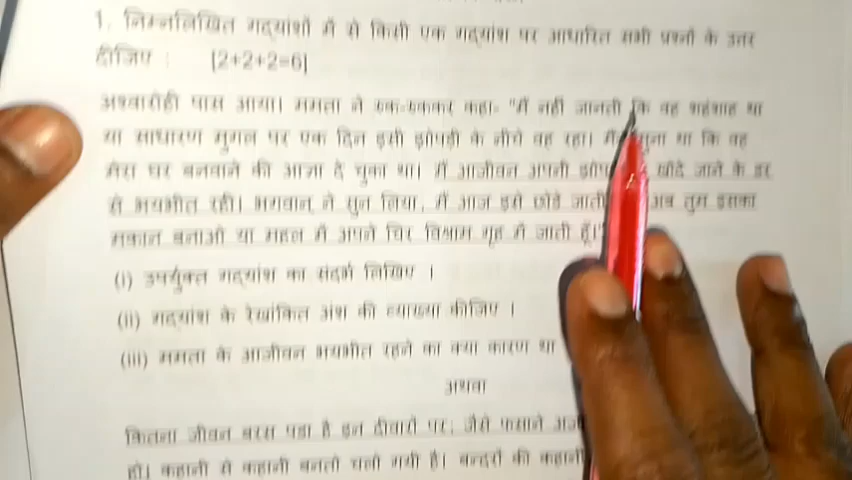 1. निम्नलिखित गद्यांशों में से किसी एक गद्यांश पर आधारित सभी प्रश्नों के उत्तर
दीजिए : [2+2+2=6]
अश्वारोही पास आया। ममता ने रुक-रुककर कहा- "मैं नहीं जानती कि वह शहंशाह था
या साधारण मुगल पर एक दिन इसी झोपड़ी के नीचे वह रहा। सुना था कि वह
मेरा घर बनवाने की आज्ञा दे चुका था। मैं आजीवन अपनी खोदे जाने के डर
से भयभीत रही। भगवान् ने सुन लिया, मैं आज इसे छोड़े जाती अब तुम इसका
मकान बनाओ या महल मैं अपने चिर विश्राम गृह में जाती हूँ।"
(i) उपर्युक्त गद्यांश का संदर्भ लिखिए ।
(ii) गद्यांश के रेखांकित अंश की व्याख्या कीजिए ।
(iii) ममता के आजीवन भयभीत रहने का क्या कारण था
अथवा
कितना जीवन बरस पड़ा है इन दीवारों पर; जैसे फसाने
हो। कहानी से कहानी बनती चली गयी है। बन्दरों की कहानी